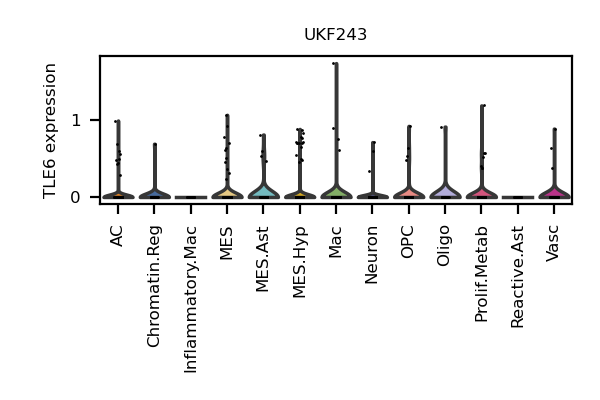 UKF243
TLE6 expression
1
0
AC
Chromatin.Reg
Inflammatory.Mac
MES
MES.Ast
MES.Hyp
Mac
Neuron
OPC
Oligo
Prolif.Metab
Reactive.Ast
Vasc